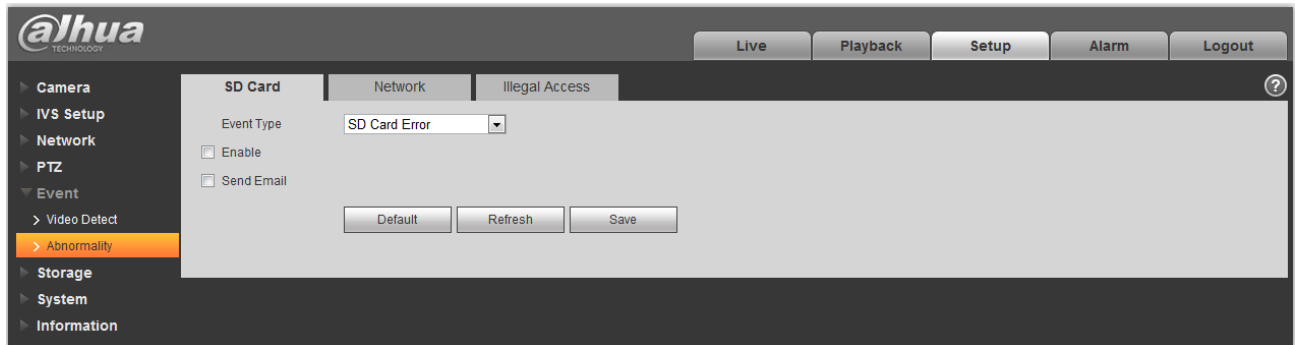 alhua
TECHNOLOGY
Live Playback Setup Alarm Logout
Camera
IVS Setup
Network
PTZ
Event
Video Detect
Abnormality
Storage
System
Information
SD Card Network Illegal Access ?
Event Type SD Card Error
Enable
Send Email
Default Refresh Save